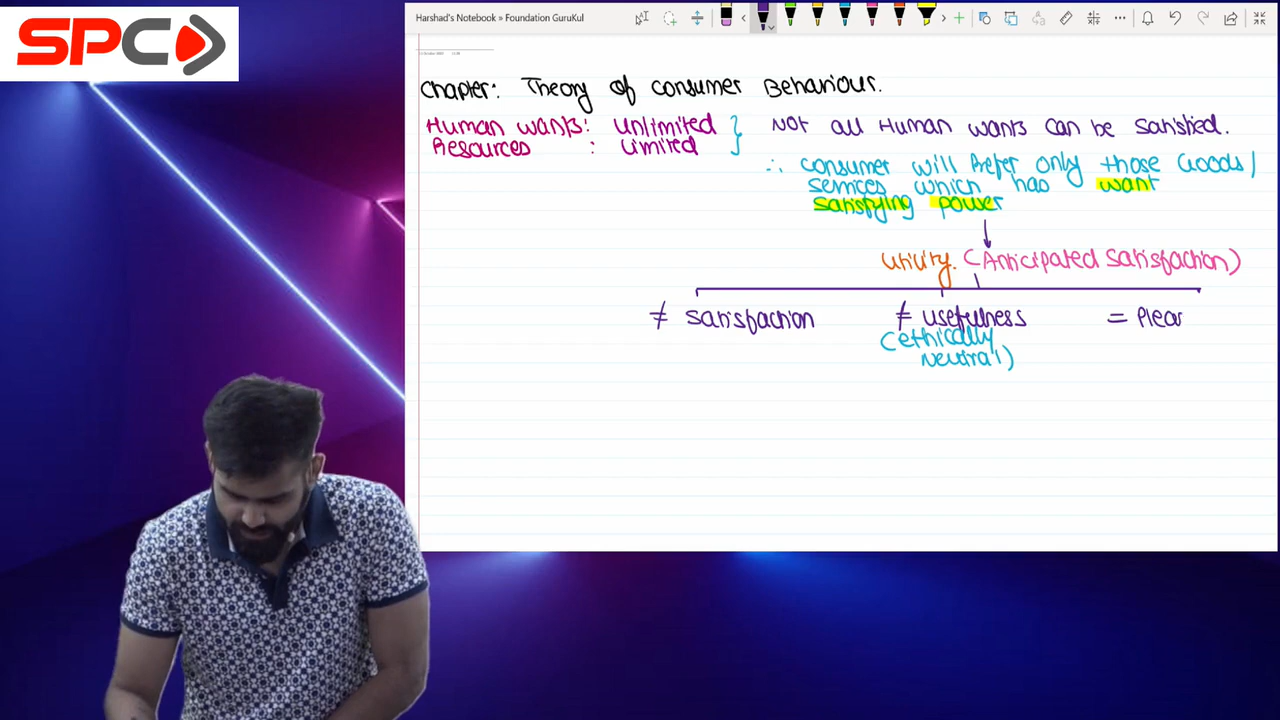 SPC
Harshad's Notebook » Foundation GuruKul
Chapter: Theory of Consumer Behaviour.
Human wants: Unlimited
Resources : Limited
Not all Human wants can be satisfied.
∴ Consumer will Prefer only those Goods/
services which has want
satisfying power
Utility. (Anticipated Satisfaction)
≠ Satisfaction
≠ Usefulness
(ethically
Neutral)
= Pleas